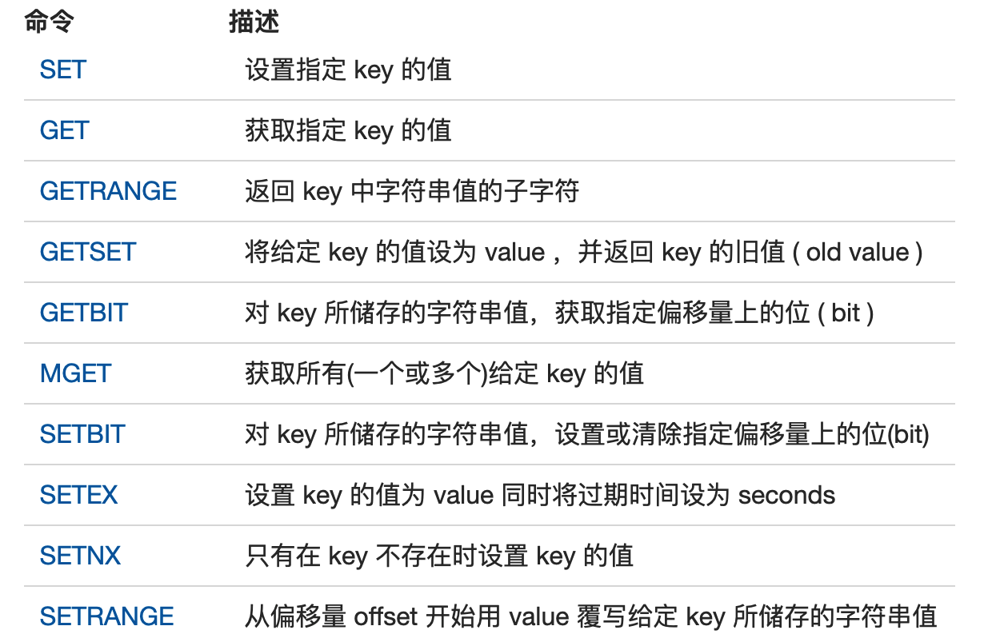 命令 描述
SET 设置指定 key 的值
GET 获取指定 key 的值
GETRANGE 返回 key 中字符串值的子字符
GETSET 将给定 key 的值设为 value ，并返回 key 的旧值 ( old value )
GETBIT 对 key 所储存的字符串值，获取指定偏移量上的位 ( bit )
MGET 获取所有(一个或多个)给定 key 的值
SETBIT 对 key 所储存的字符串值，设置或清除指定偏移量上的位(bit)
SETEX 设置 key 的值为 value 同时将过期时间设为 seconds
SETNX 只有在 key 不存在时设置 key 的值
SETRANGE 从偏移量 offset 开始用 value 覆写给定 key 所储存的字符串值